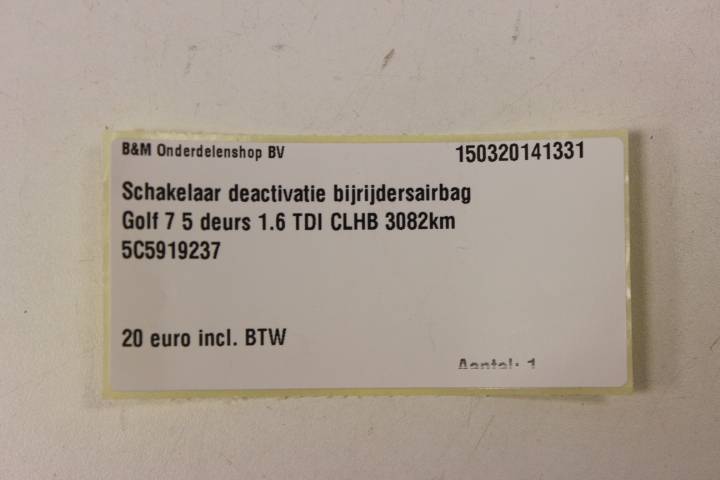 B&M Onderdelenshop BV 150320141331
Schakelaar deactivatie bijrijdersairbag
Golf 7 5 deurs 1.6 TDI CLHB 3082km
5C5919237
20 euro incl. BTW
Aantal: 1